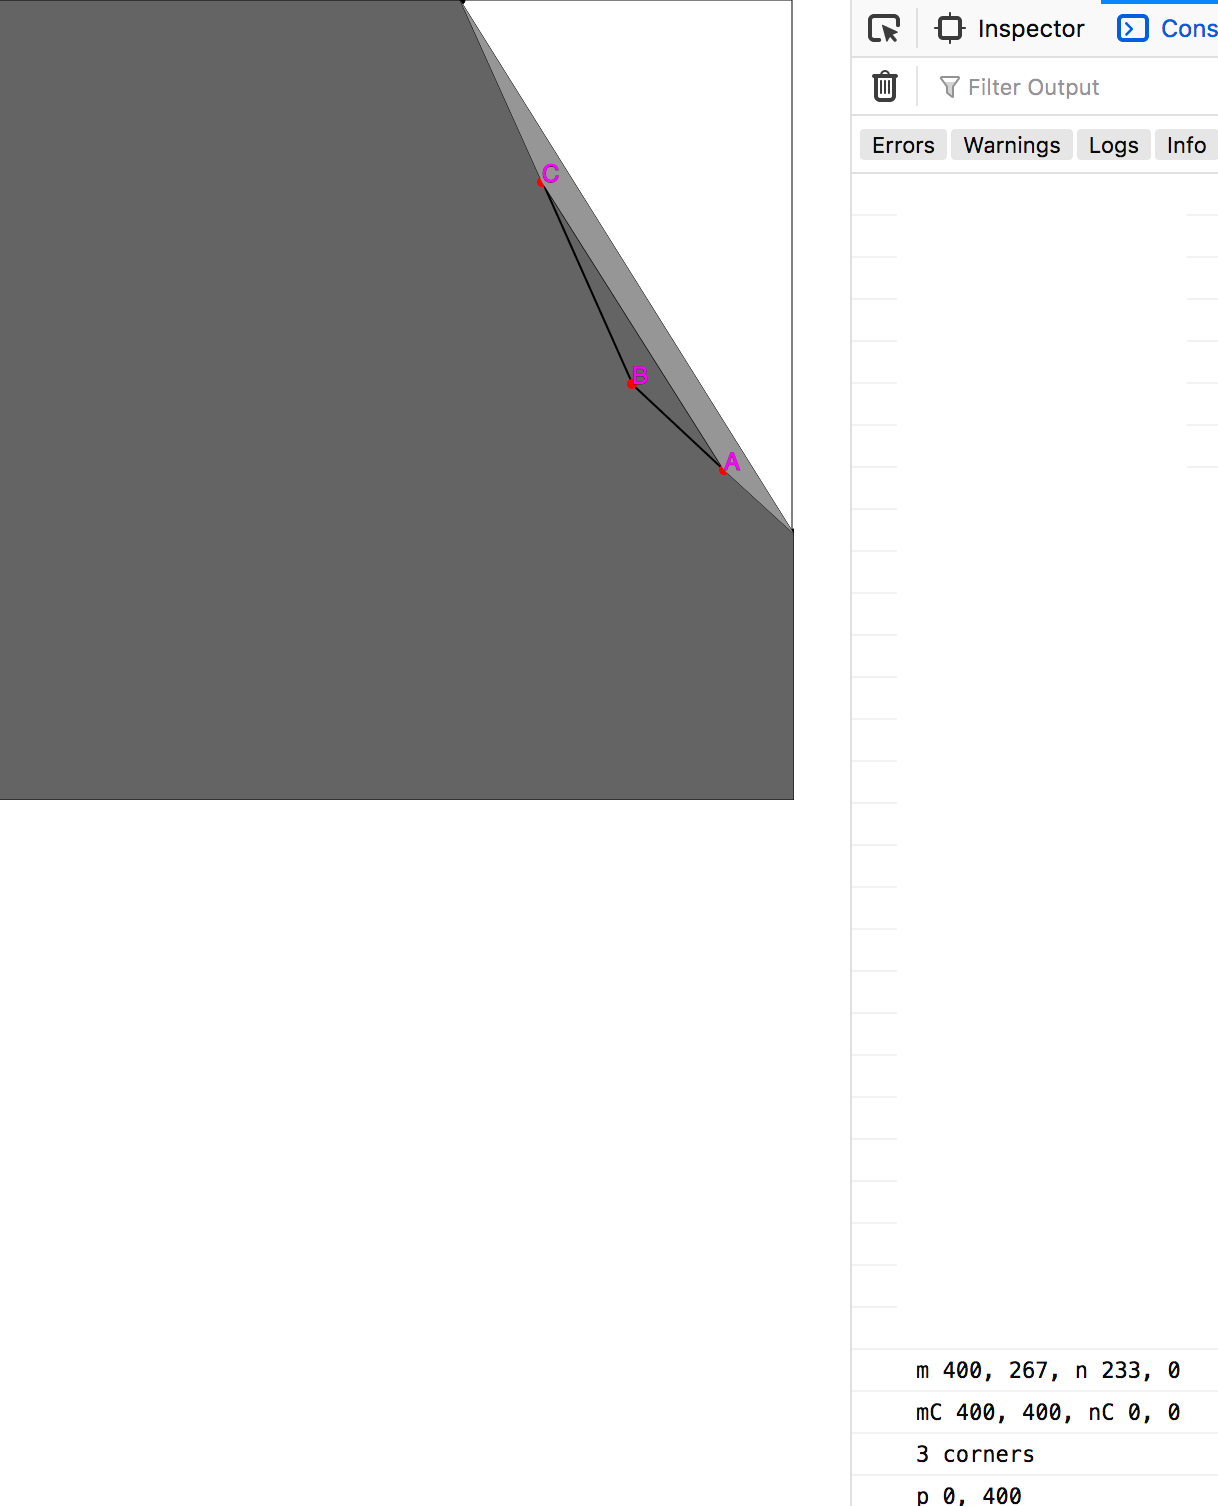 Inspector Cons
Filter Output
Errors Warnings Logs Info
C
B
A
m 400, 267, n 233, 0
mC 400, 400, nC 0, 0
3 corners
p 0, 400